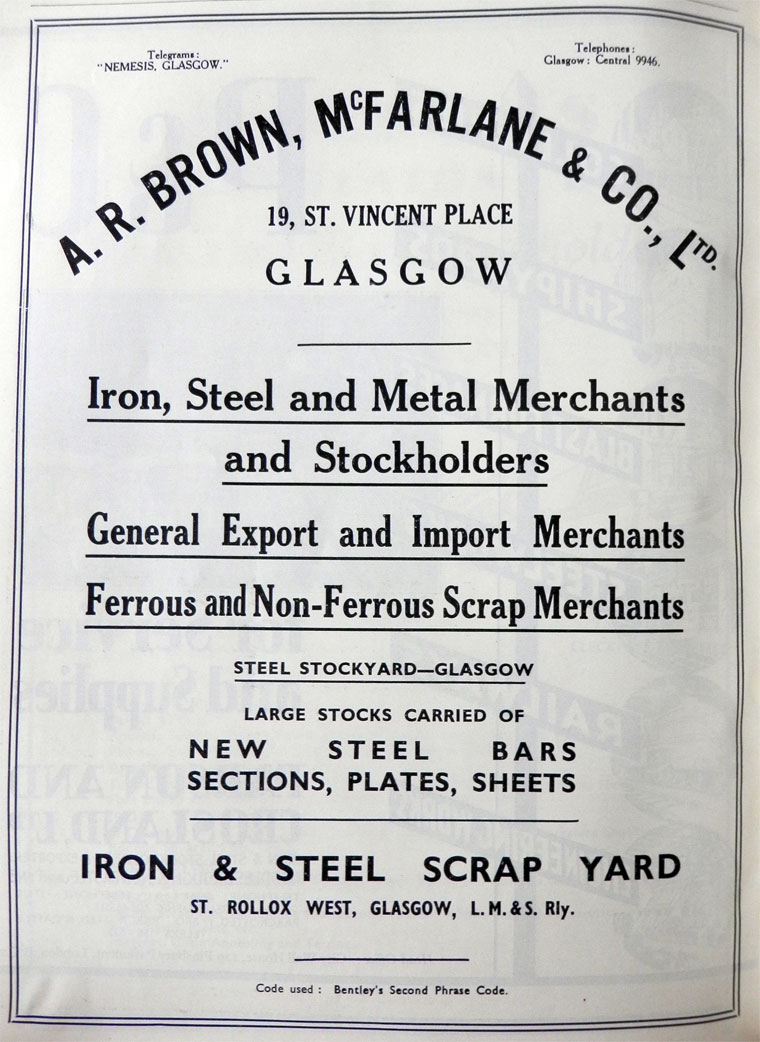 Telegrams:
"NEMESIS, GLASGOW."
Telephones:
Glasgow: Central 9946.
A. R. BROWN, McFARLANE & CO., LTD.
19, ST. VINCENT PLACE
GLASGOW
Iron, Steel and Metal Merchants
and Stockholders
General Export and Import Merchants
Ferrous and Non-Ferrous Scrap Merchants
STEEL STOCKYARD—GLASGOW
LARGE STOCKS CARRIED OF
NEW STEEL BARS
SECTIONS, PLATES, SHEETS
IRON & STEEL SCRAP YARD
ST. ROLLOX WEST, GLASGOW, L.M.&S. Rly.
Code used: Bentley's Second Phrase Code.